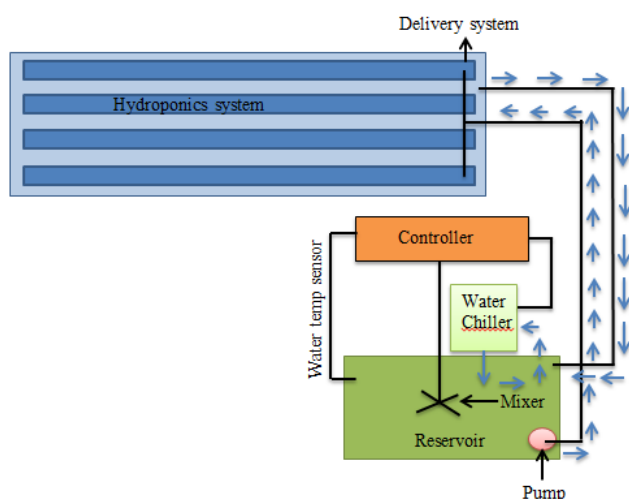 Delivery system
Hydroponics system
Controller
Water temp sensor
Water
Chiller
Mixer
Reservoir
Pump